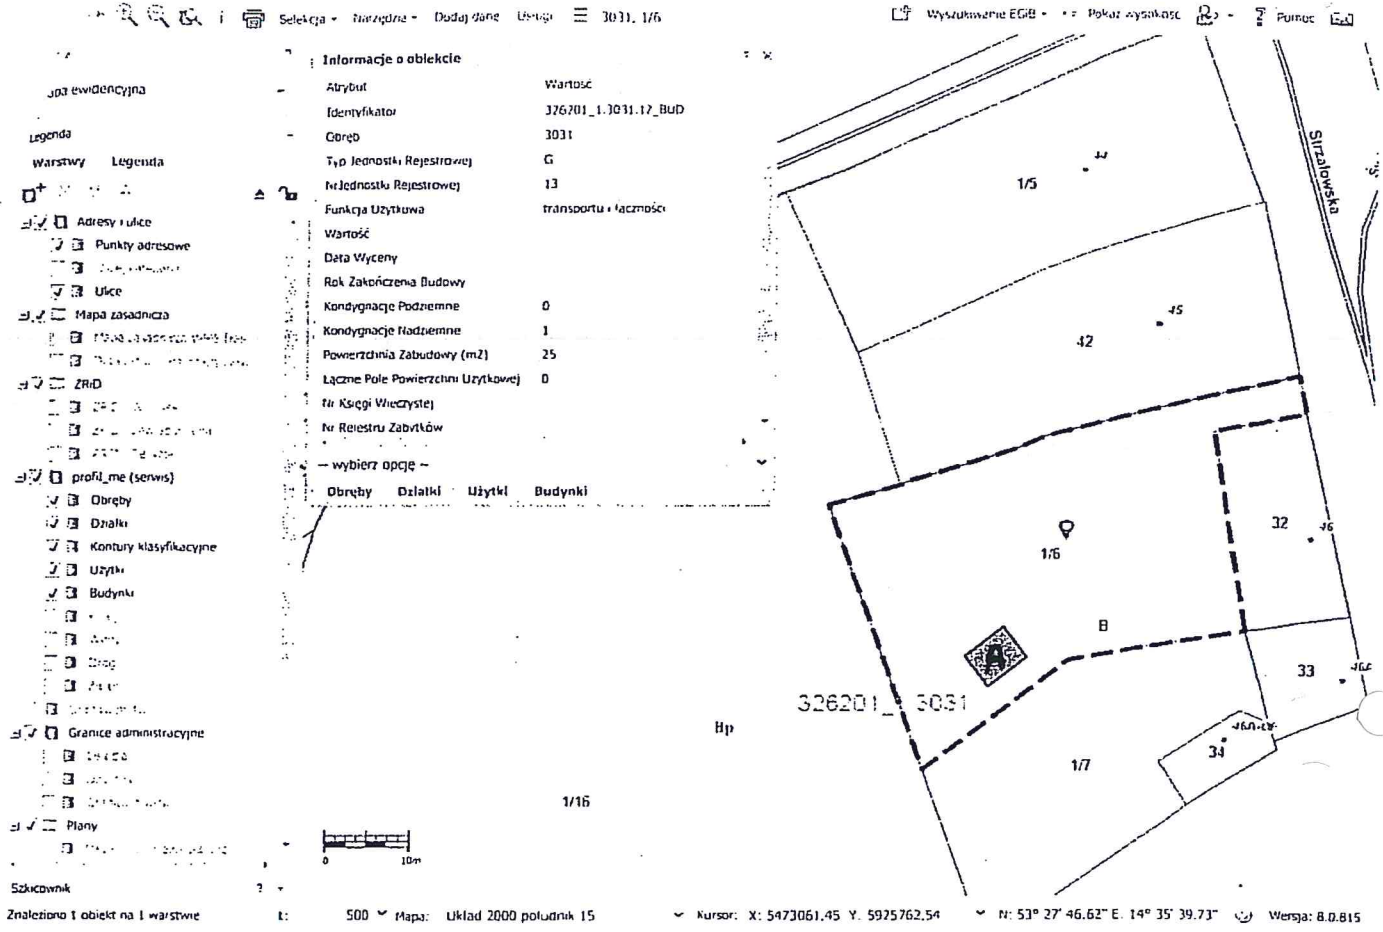 Selekcja
Narzędzia
Dodaj dane
Usługi
3031, 1/6
Wyszukiwanie EGiB
Pokaż wysokość
Pomoc
Mapa ewidencyjna
Legenda
Warstwy Legenda
Adresy i ulice
Punkty adresowe
Ulice
Mapa zasadnicza
ZRID
profil_me (serwis)
Obręby
Działki
Kontury klasyfikacyjne
Użytki
Budynki
Granice administracyjne
Plany
Szkicownik
Informacje o obiekcie
Atrybut Wartość
Identyfikator 326201_1.3031.17_BUD
Obręb 3031
Typ Jednostki Rejestrowej G
Nr Jednostki Rejestrowej 13
Funkcja Użytkowa transportu i łączności
Wartość
Data Wyceny
Rok Zakończenia Budowy
Kondygnacje Podziemne 0
Kondygnacje Nadziemne 1
Powierzchnia Zabudowy (m2) 25
Łączne Pole Powierzchni Użytkowej 0
Nr Księgi Wieczystej
Nr Rejestru Zabytków
-- wybierz opcję --
Obręby Działki Użytki Budynki
Strzałowska
1/5
44
42
45
32
46
1/6
B
A
33
326201_ 3031
Bp
34
1/7
1/16
0 10m
Znaleziono 1 obiekt na 1 warstwie
1: 500 Mapa: Układ 2000 południk 15
Kursor: X: 5473061,45 Y: 5925762,54
N: 53° 27' 46.62" E: 14° 35' 39.73"
Wersja: 8.0.815